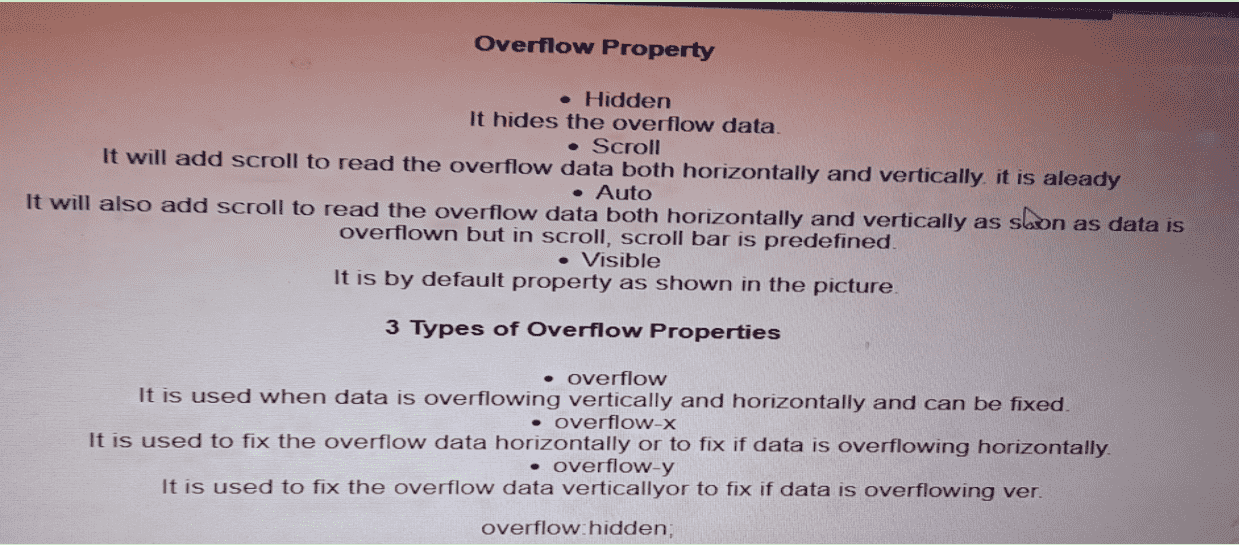 Overflow Property
• Hidden
It hides the overflow data.
• Scroll
It will add scroll to read the overflow data both horizontally and vertically. it is aleady
• Auto
It will also add scroll to read the overflow data both horizontally and vertically as soon as data is
overflown but in scroll, scroll bar is predefined.
• Visible
It is by default property as shown in the picture.
3 Types of Overflow Properties
• overflow
It is used when data is overflowing vertically and horizontally and can be fixed.
• overflow-x
It is used to fix the overflow data horizontally or to fix if data is overflowing horizontally.
• overflow-y
It is used to fix the overflow data verticallyor to fix if data is overflowing ver.
overflow:hidden;